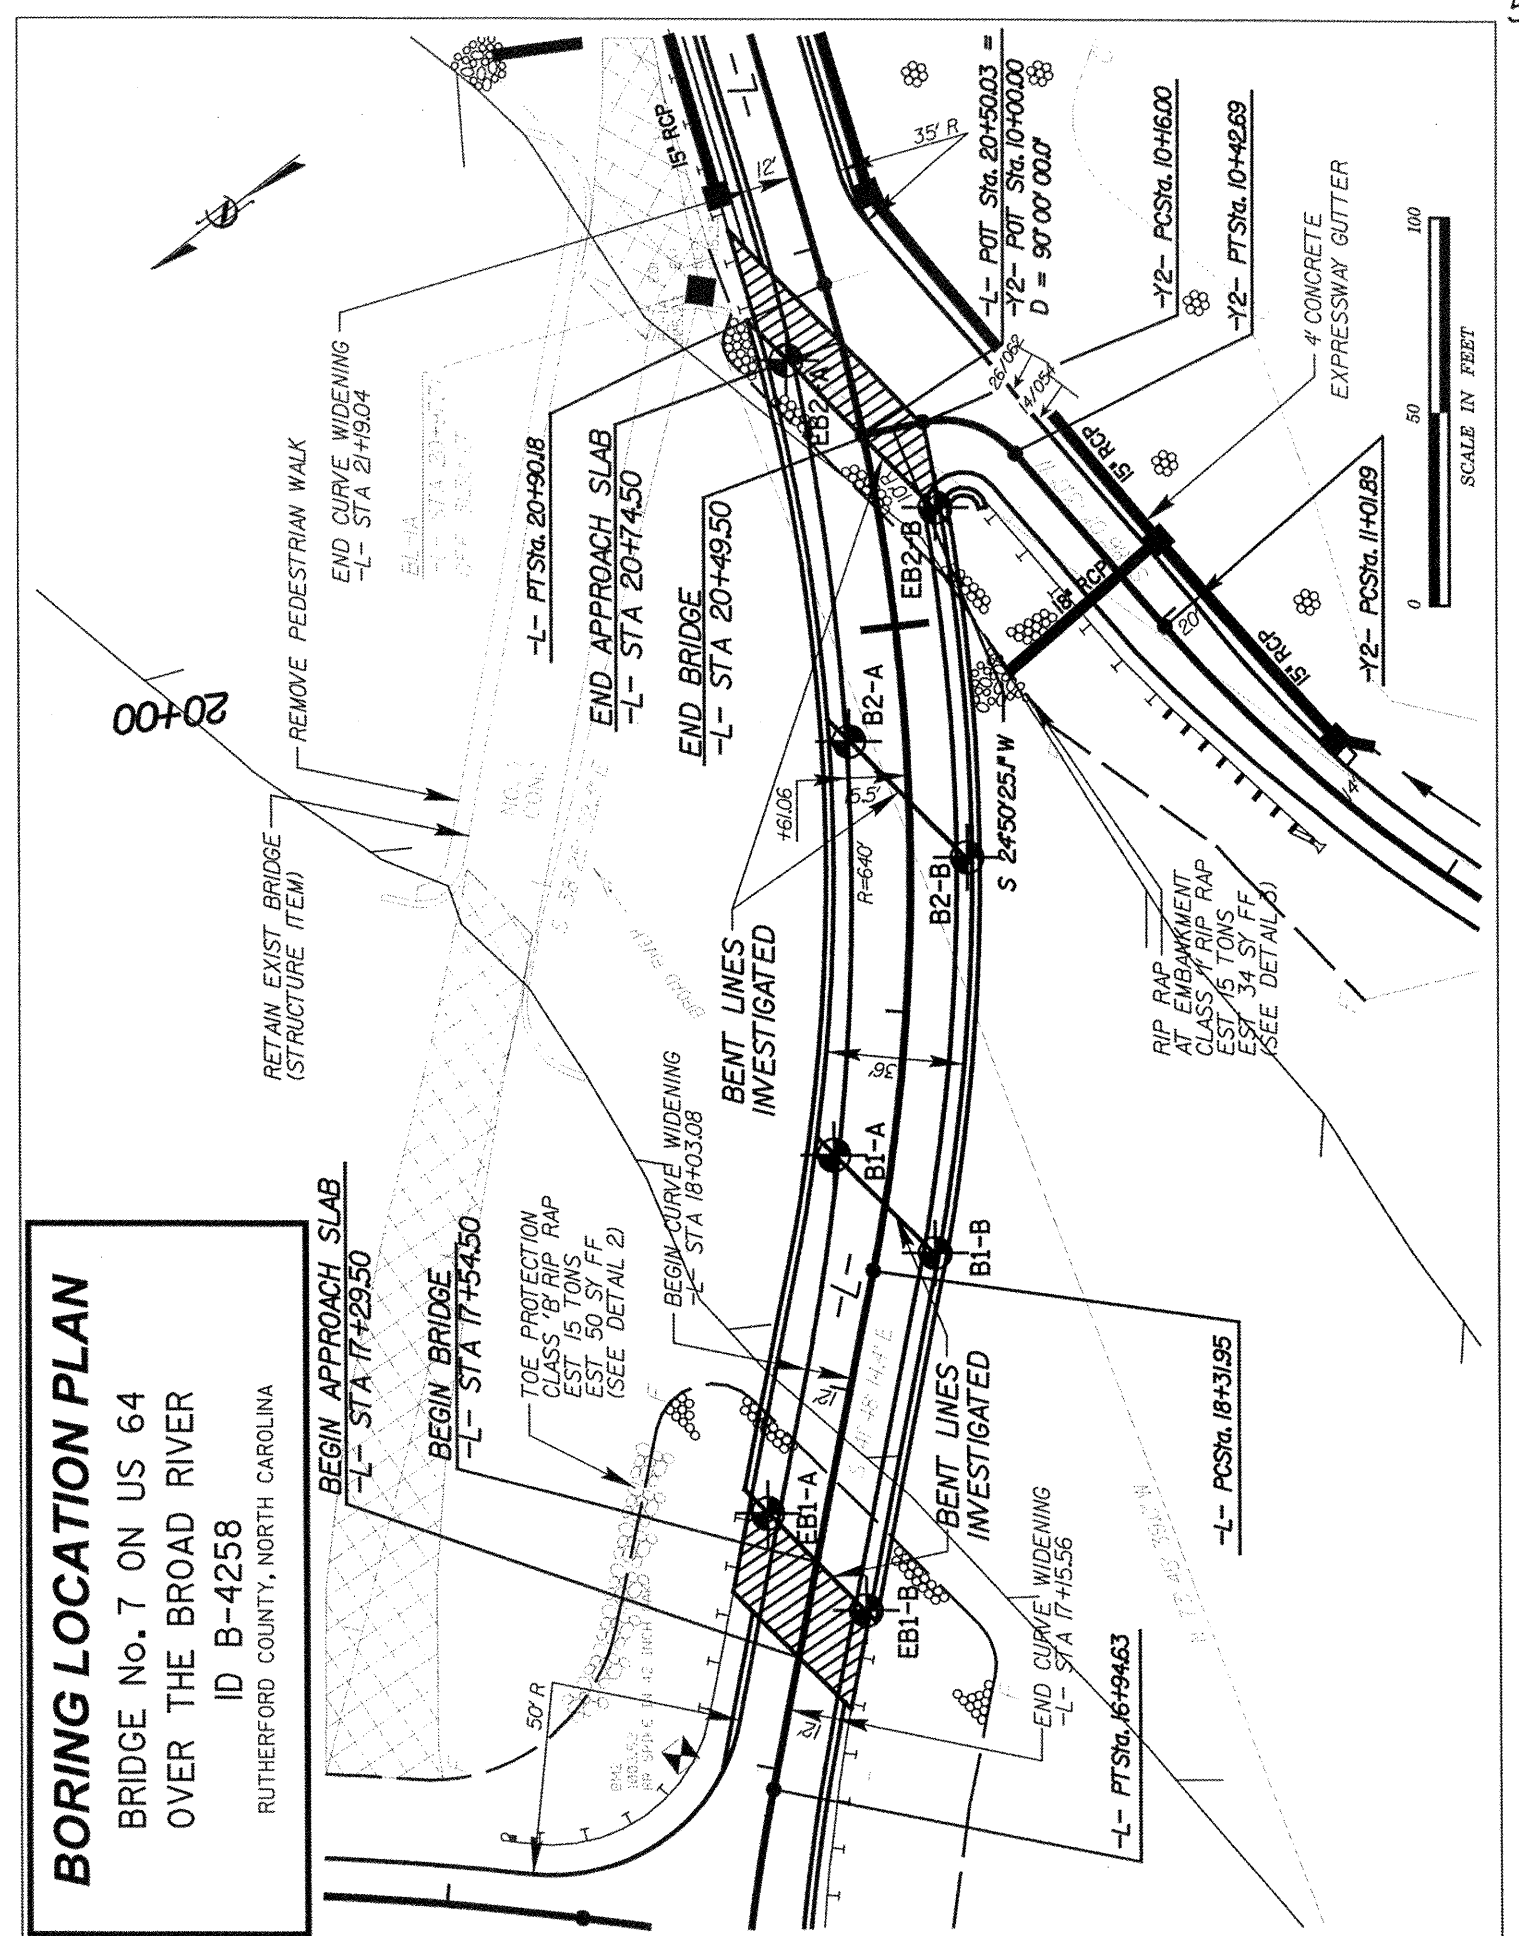 BORING LOCATION PLAN
BRIDGE No. 7 ON US 64
OVER THE BROAD RIVER
ID B-4258
RUTHERFORD COUNTY, NORTH CAROLINA
BEGIN APPROACH SLAB
-L- STA 17+29.50
BEGIN BRIDGE
-L- STA 17+54.50
TOE PROTECTION
CLASS 'B' RIP RAP
EST 15 TONS
EST 50 SY FF
(SEE DETAIL 2)
BEGIN CURVE WIDENING
-L- STA 18+03.08
RETAIN EXIST BRIDGE
(STRUCTURE ITEM)
REMOVE PEDESTRIAN WALK
20+00
END CURVE WIDENING
-L- STA 21+19.04
-L- PTSta. 20+90.18
END APPROACH SLAB
-L- STA 20+74.50
END BRIDGE
-L- STA 20+49.50
BENT LINES
INVESTIGATED
+61.06
15.5'
R=640'
36'
BROAD RIVER
15" RCP
12'
-L-
35' R
-L- POT Sta. 20+50.03 =
-Y2- POT Sta. 10+00.00
D = 90° 00' 00.0"
-Y2- PCSta. 10+16.00
-Y2- PTSta. 10+42.69
4' CONCRETE
EXPRESSWAY GUTTER
26/062
14/054
15" RCP
18" RCP
15" RCP
20'
14'
-Y2- PCSta. 11+01.89
0
50
100
SCALE IN FEET
EB2-A
EB2-B
B2-A
B2-B
S 24°50'25.1" W
B1-A
B1-B
EB1-A
EB1-B
-L-
12'
12'
50' R
RIP RAP
AT EMBANKMENT
CLASS 'I' RIP RAP
EST 15 TONS
EST 34 SY FF
(SEE DETAIL 3)
BENT LINES
INVESTIGATED
END CURVE WIDENING
-L- STA 17+15.56
-L- PCSta. 18+31.95
-L- PTSta. 16+94.63